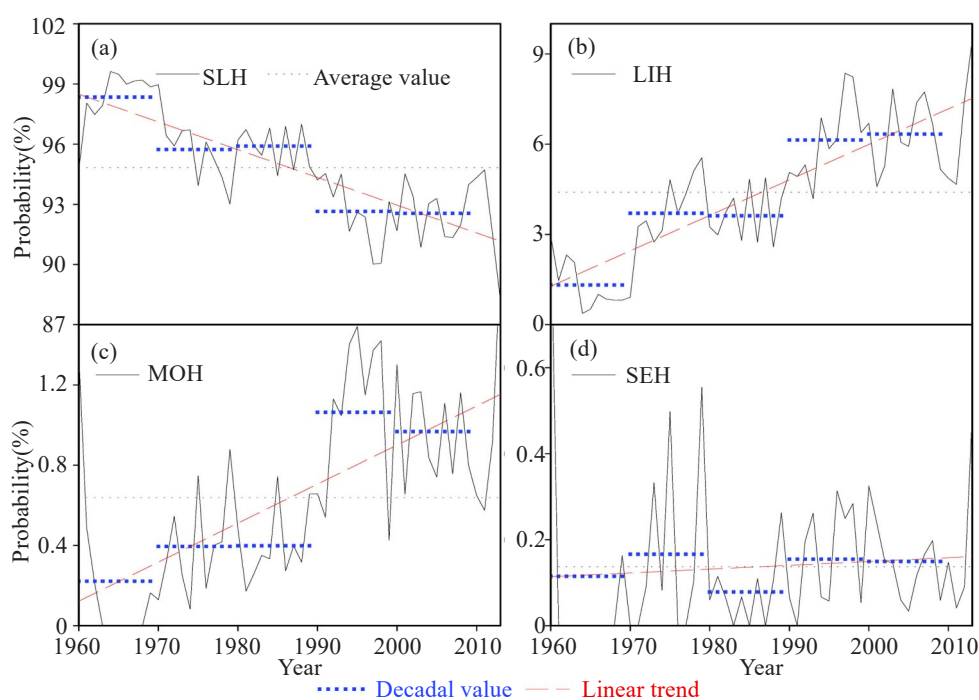 102
99
96
93
90
87
Probability(%)
(a)
SLH
Average value
9
6
3
0
(b)
LIH
1.2
0.8
0.4
0
Probability(%)
(c)
MOH
0.6
0.4
0.2
0
(d)
SEH
1960 1970 1980 1990 2000 2010
1960 1970 1980 1990 2000 2010
Year
Year
Decadal value
Linear trend